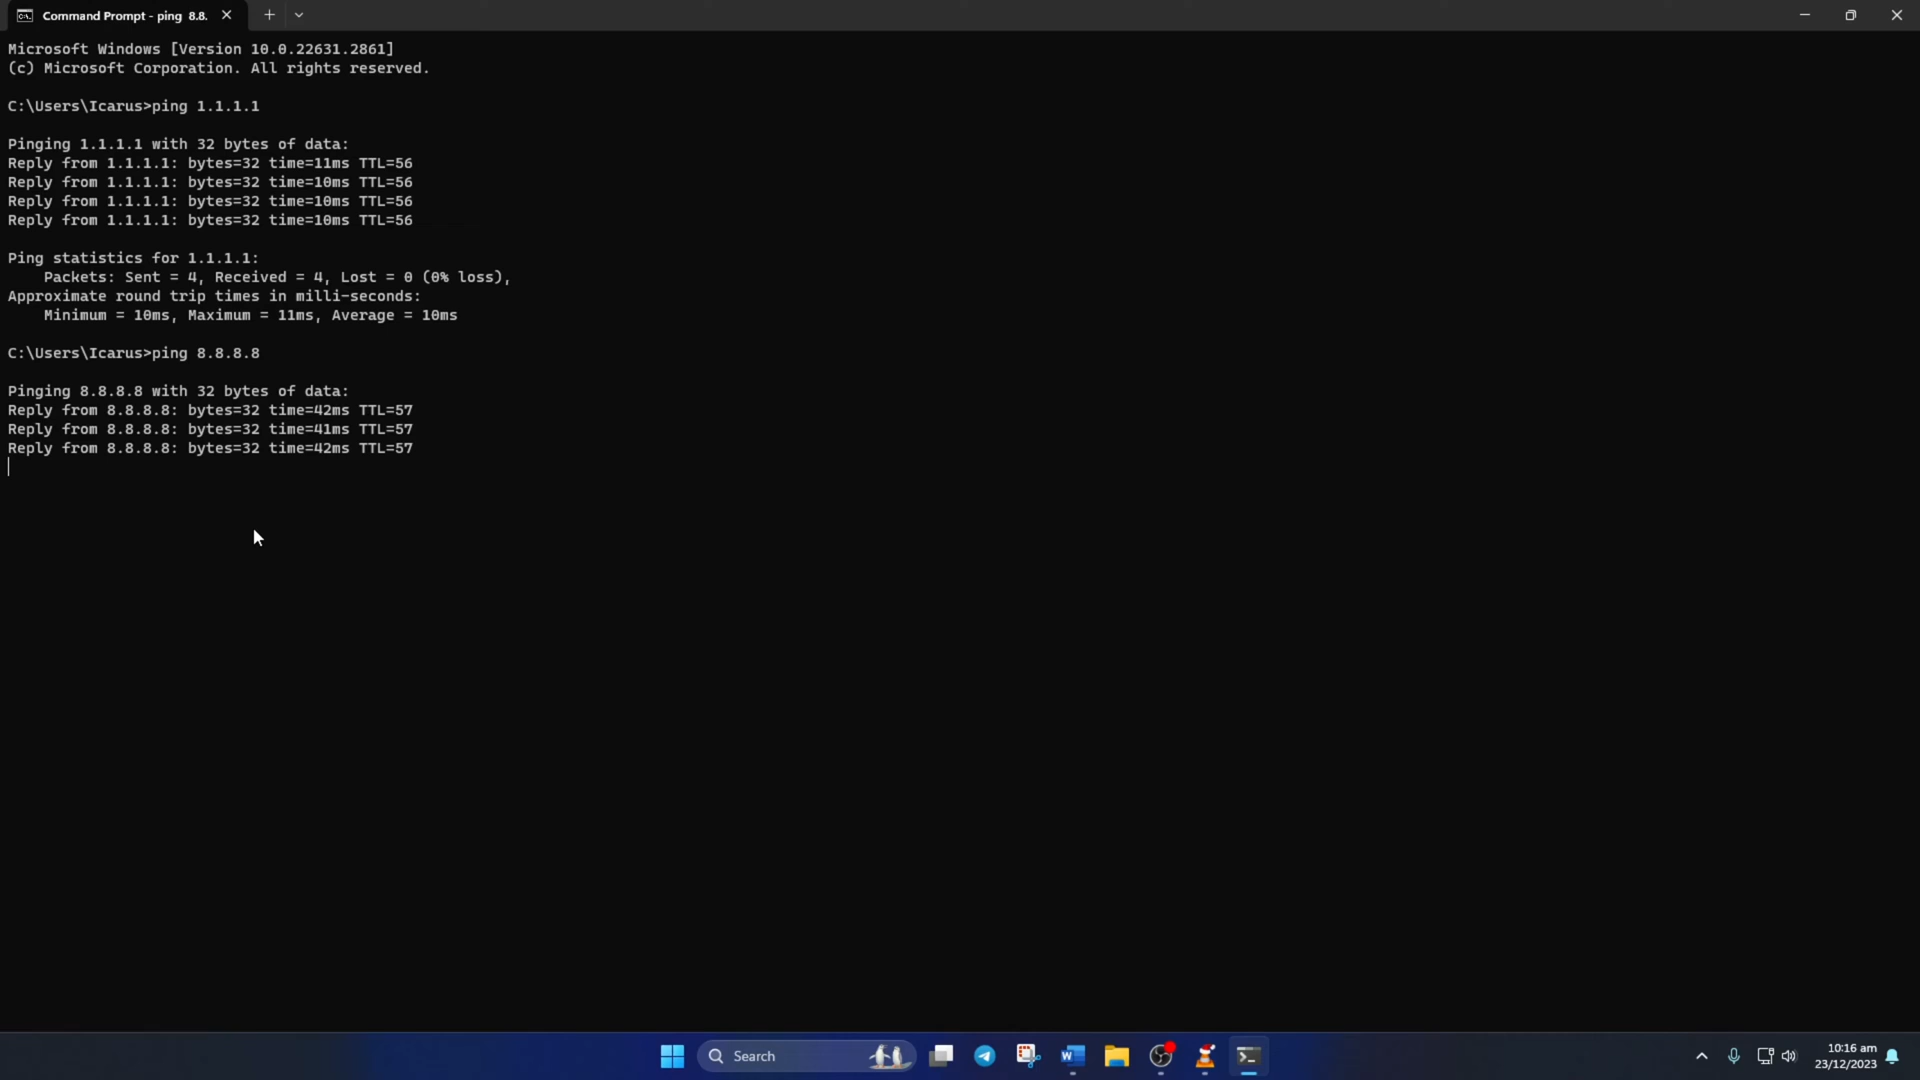 Command Prompt - ping 8.8.
Microsoft Windows [Version 10.0.22631.2861]
(c) Microsoft Corporation. All rights reserved.
C:\Users\Icarus>ping 1.1.1.1
Pinging 1.1.1.1 with 32 bytes of data:
Reply from 1.1.1.1: bytes=32 time=11ms TTL=56
Reply from 1.1.1.1: bytes=32 time=10ms TTL=56
Reply from 1.1.1.1: bytes=32 time=10ms TTL=56
Reply from 1.1.1.1: bytes=32 time=10ms TTL=56
Ping statistics for 1.1.1.1:
Packets: Sent = 4, Received = 4, Lost = 0 (0% loss),
Approximate round trip times in milli-seconds:
Minimum = 10ms, Maximum = 11ms, Average = 10ms
C:\Users\Icarus>ping 8.8.8.8
Pinging 8.8.8.8 with 32 bytes of data:
Reply from 8.8.8.8: bytes=32 time=42ms TTL=57
Reply from 8.8.8.8: bytes=32 time=41ms TTL=57
Reply from 8.8.8.8: bytes=32 time=42ms TTL=57
Search
10:16 am
23/12/2023